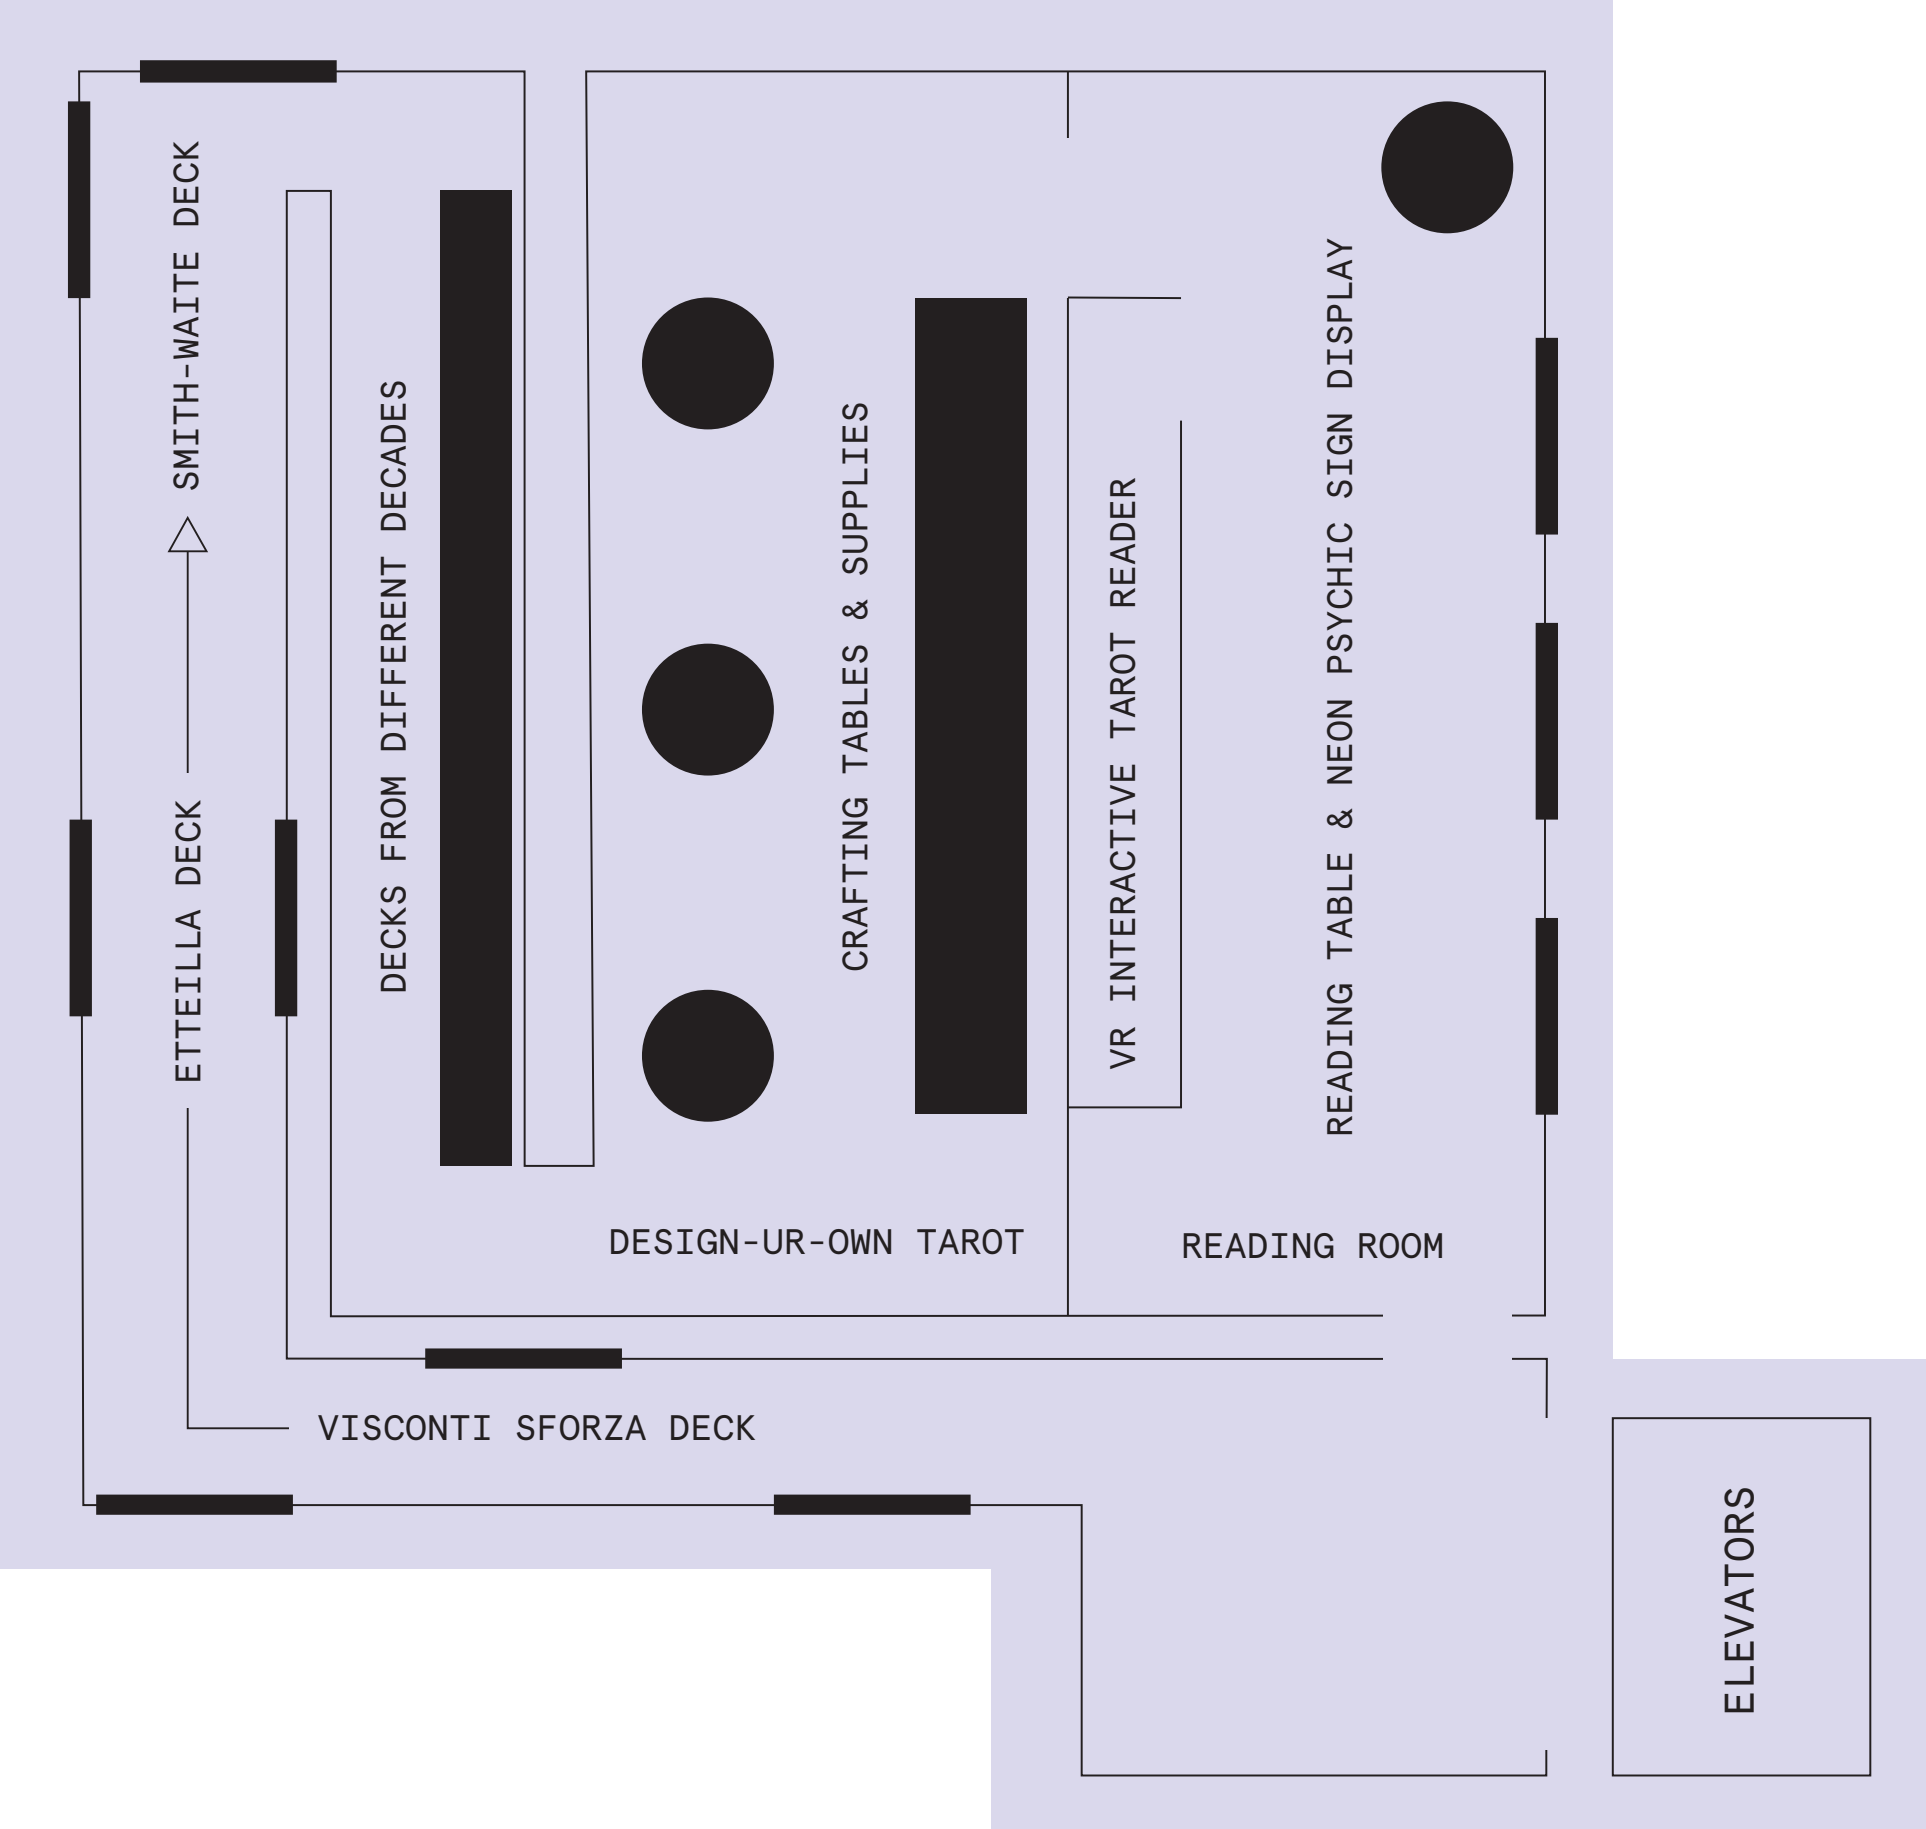 SMITH-WAITE DECK
ETTEILLA DECK
VISCONTI SFORZA DECK
DECKS FROM DIFFERENT DECADES
CRAFTING TABLES & SUPPLIES
DESIGN-UR-OWN TAROT
VR INTERACTIVE TAROT READER
READING TABLE & NEON PSYCHIC SIGN DISPLAY
READING ROOM
ELEVATORS